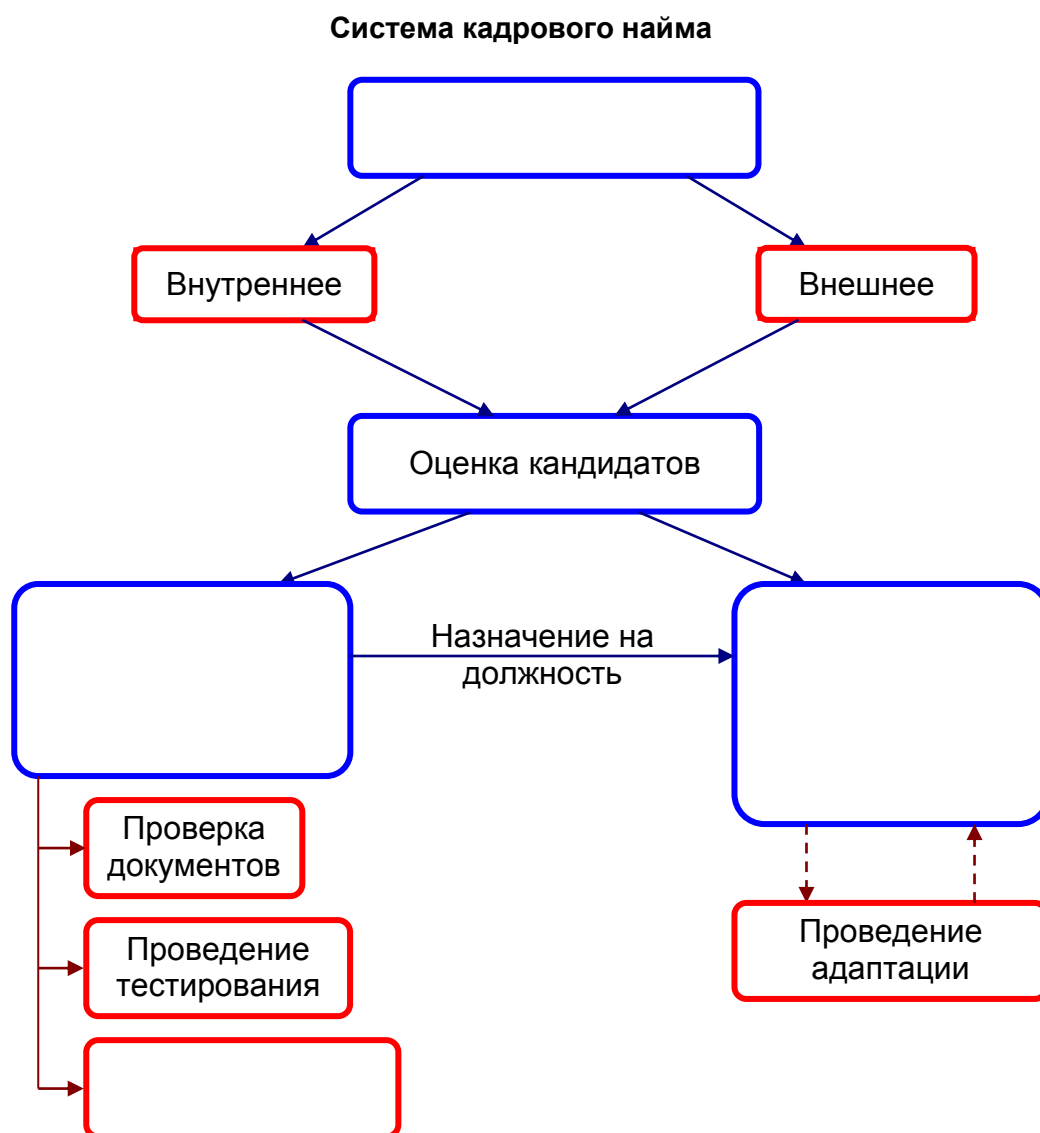 Система кадрового найма
Внутреннее
Внешнее
Оценка кандидатов
Назначение на
должность
Проверка
документов
Проведение
тестирования
Проведение
адаптации